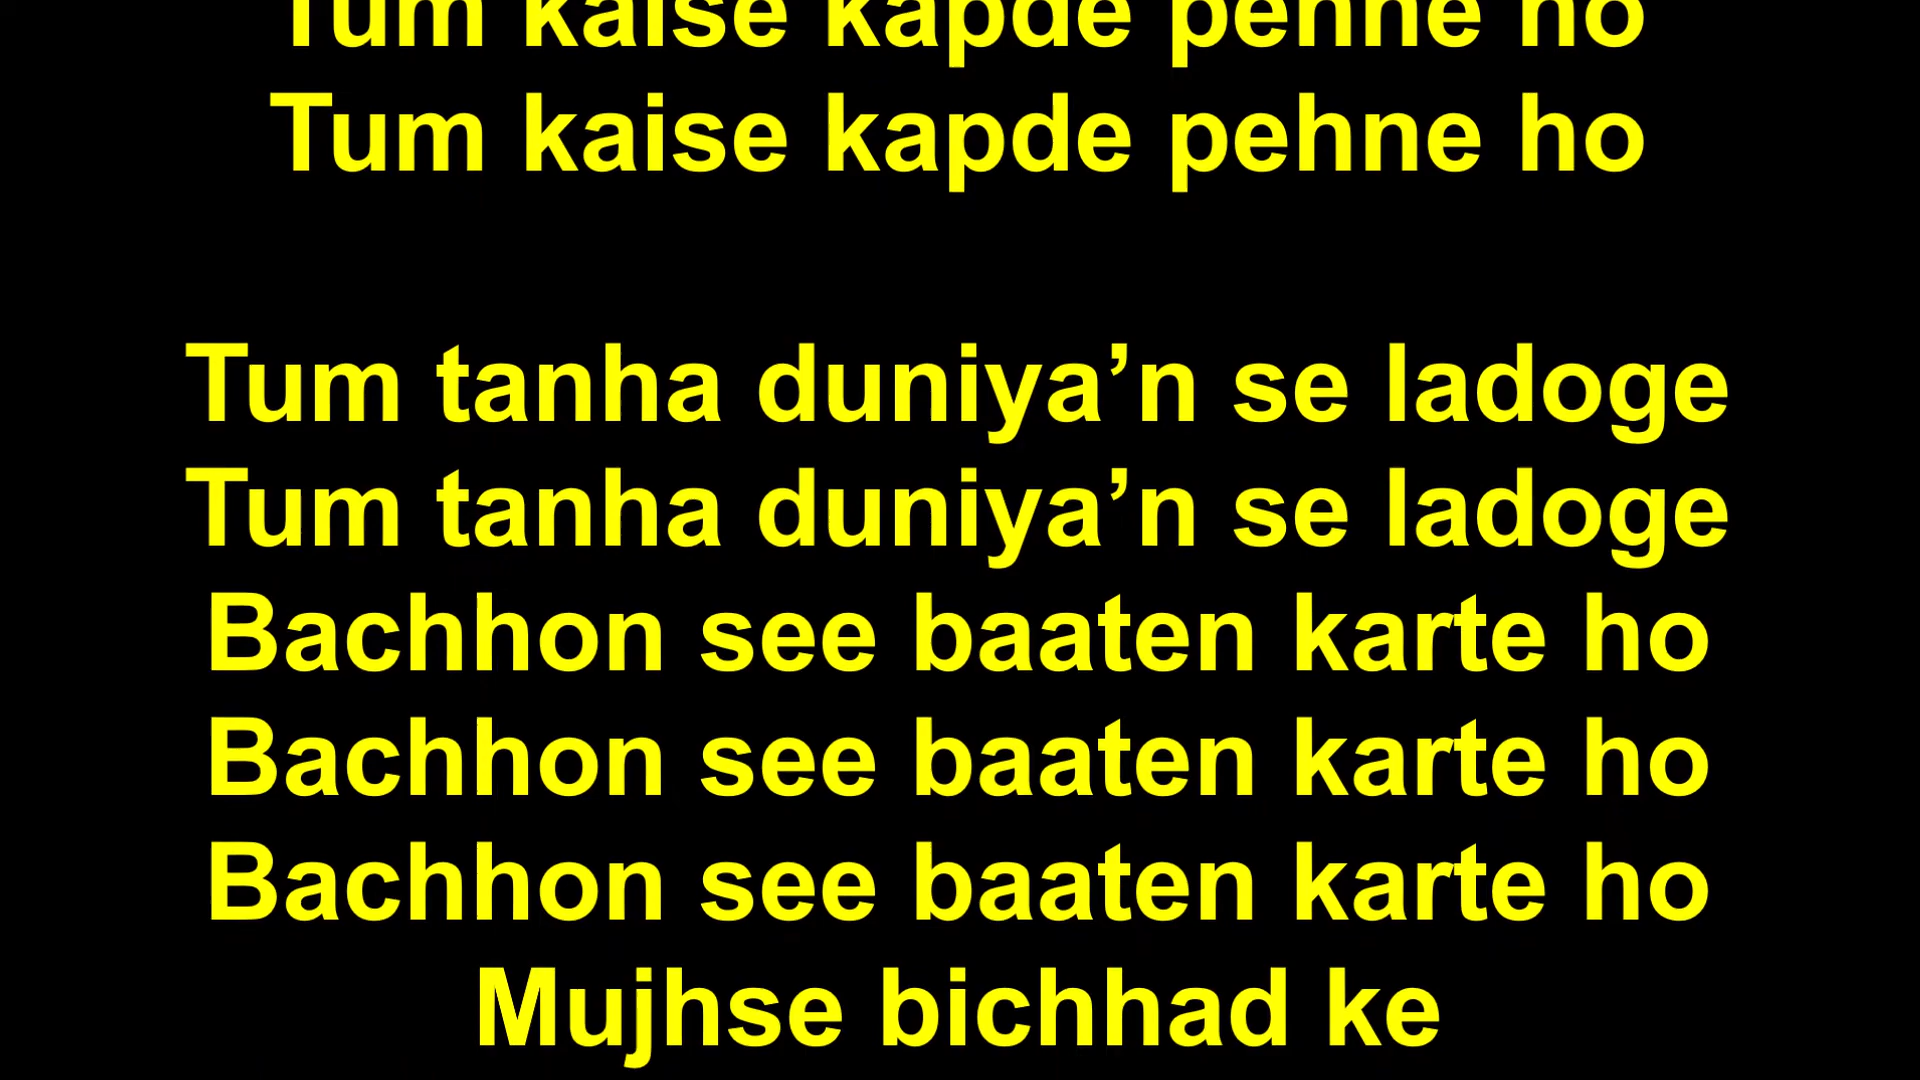 Tum kaise kapde pehne ho
Tum kaise kapde pehne ho
Tum tanha duniya’n se ladoge
Tum tanha duniya’n se ladoge
Bachhon see baaten karte ho
Bachhon see baaten karte ho
Bachhon see baaten karte ho
Mujhse bichhad ke